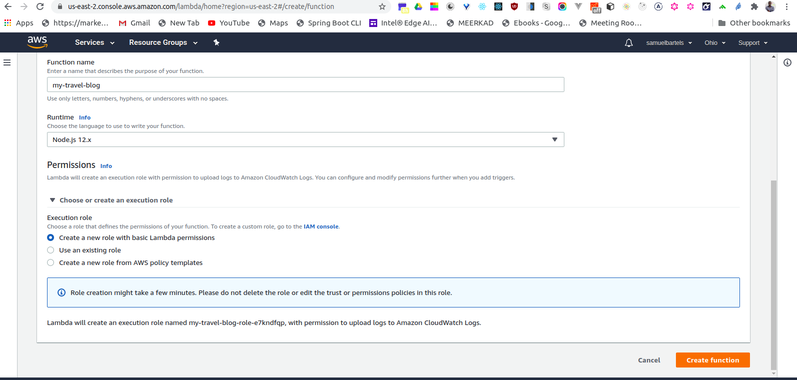 us-east-2.console.aws.amazon.com/lambda/home?region=us-east-2#/create/function
Apps https://marke... Gmail New Tab YouTube Maps Spring Boot CLI Intel® Edge AI... MEERKAD Ebooks - Goog... Meeting Roo... Other bookmarks
aws Services Resource Groups samuelbartels Ohio Support
Function name
Enter a name that describes the purpose of your function.
my-travel-blog
Use only letters, numbers, hyphens, or underscores with no spaces.
Runtime Info
Choose the language to use to write your function.
Node.js 12.x
Permissions Info
Lambda will create an execution role with permission to upload logs to Amazon CloudWatch Logs. You can configure and modify permissions further when you add triggers.
Choose or create an execution role
Execution role
Choose a role that defines the permissions of your function. To create a custom role, go to the IAM console.
Create a new role with basic Lambda permissions
Use an existing role
Create a new role from AWS policy templates
Role creation might take a few minutes. Please do not delete the role or edit the trust or permissions policies in this role.
Lambda will create an execution role named my-travel-blog-role-e7kndfqp, with permission to upload logs to Amazon CloudWatch Logs.
Cancel Create function